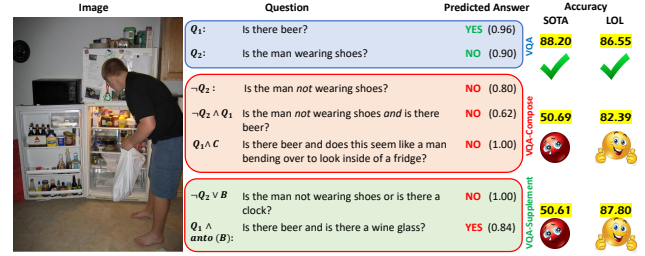 Image Question Predicted Answer Accuracy
SOTA LOL
Q₁: Is there beer? YES (0.96)
Q₂: Is the man wearing shoes? NO (0.90)
VQA
88.20 86.55
¬Q₂ : Is the man not wearing shoes? NO (0.80)
¬Q₂ ∧ Q₁ Is the man not wearing shoes and is there NO (0.62)
beer?
Q₁∧ C Is there beer and does this seem like a man NO (1.00)
bending over to look inside of a fridge?
VQA-Compose
50.69 82.39
¬Q₂ ∨ B Is the man not wearing shoes or is there a NO (1.00)
clock?
Q₁ ∧ Is there beer and is there a wine glass? YES (0.84)
anto (B):
VQA-Supplement
50.61 87.80